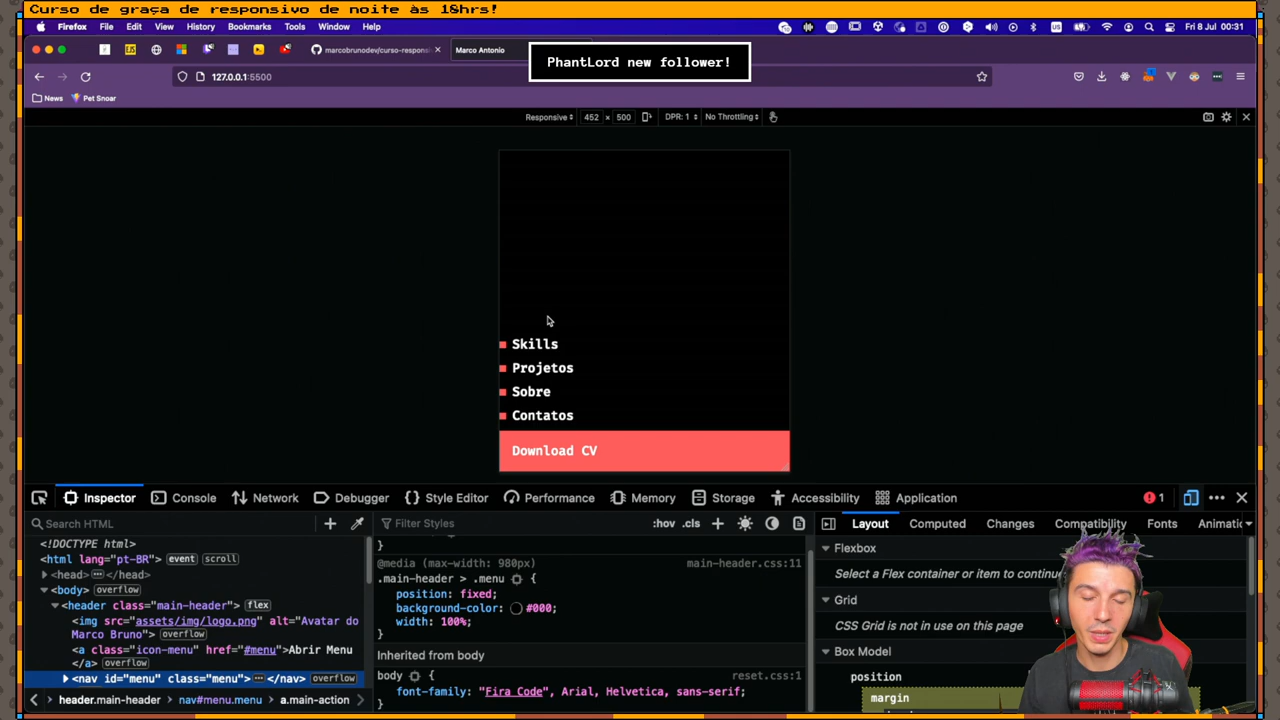 Curso de graça de responsivo de noite às 10hrs!
Firefox File Edit View History Bookmarks Tools Window Help
US
Fri 8 Jul 00:31
marcobrunodev/curso-respons
Marco Antonio
PhantLord new follower!
127.0.0.1:5500
News
Pet Snoar
Responsive
452 × 500
DPR: 1
No Throttling
Skills
Projetos
Sobre
Contatos
Download CV
Inspector
Console
Network
Debugger
Style Editor
Performance
Memory
Storage
Accessibility
Application
1
Search HTML
Filter Styles
:hov .cls
Layout
Computed
Changes
Compatibility
Fonts
Animatio
<!DOCTYPE html>
<html lang="pt-BR"> event scroll
<head> </head>
<body> overflow
<header class="main-header"> flex
<img src="assets/img/logo.png" alt="Avatar do
Marco Bruno"> overflow
<a class="icon-menu" href="#menu">Abrir Menu
</a> overflow
<nav id="menu" class="menu"> </nav> overflow
header.main-header
nav#menu.menu
a.main-action
}
@media (max-width: 980px) main-header.css:11
.main-header > .menu {
position: fixed;
background-color: #000;
width: 100%;
}
Inherited from body
body { reset.css:1
font-family: "Fira Code", Arial, Helvetica, sans-serif;
}
Flexbox
Select a Flex container or item to continu
Grid
CSS Grid is not in use on this page
Box Model
position
margin